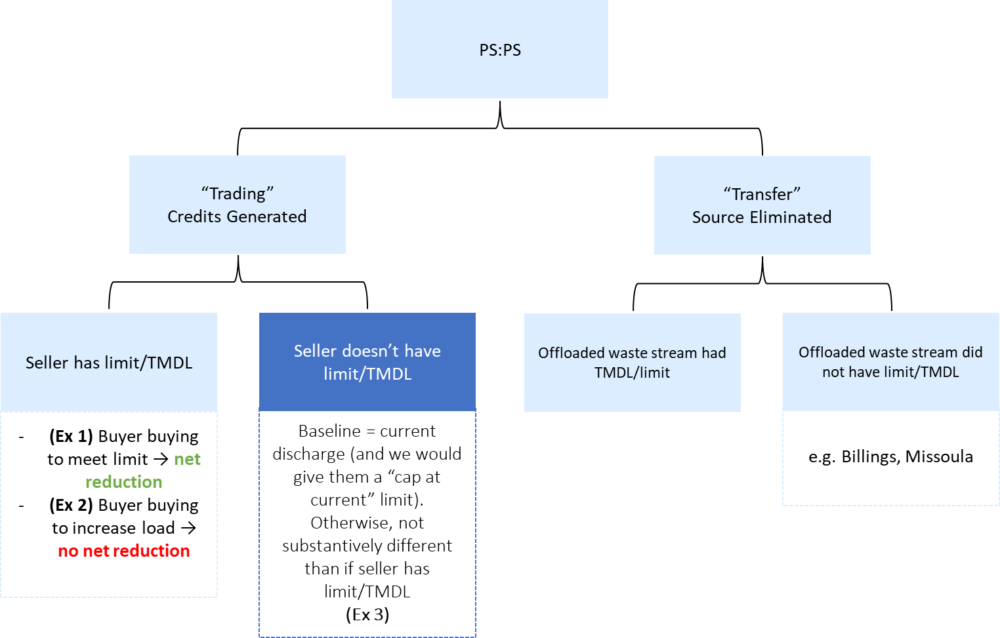 PS:PS
“Trading”
Credits Generated
“Transfer”
Source Eliminated
Seller has limit/TMDL
Seller doesn’t have
limit/TMDL
Offloaded waste stream had
TMDL/limit
Offloaded waste stream did
not have limit/TMDL
- (Ex 1) Buyer buying
to meet limit → net
reduction
- (Ex 2) Buyer buying
to increase load →
no net reduction
Baseline = current
discharge (and we would
give them a “cap at
current” limit).
Otherwise, not
substantively different
than if seller has
limit/TMDL
(Ex 3)
e.g. Billings, Missoula